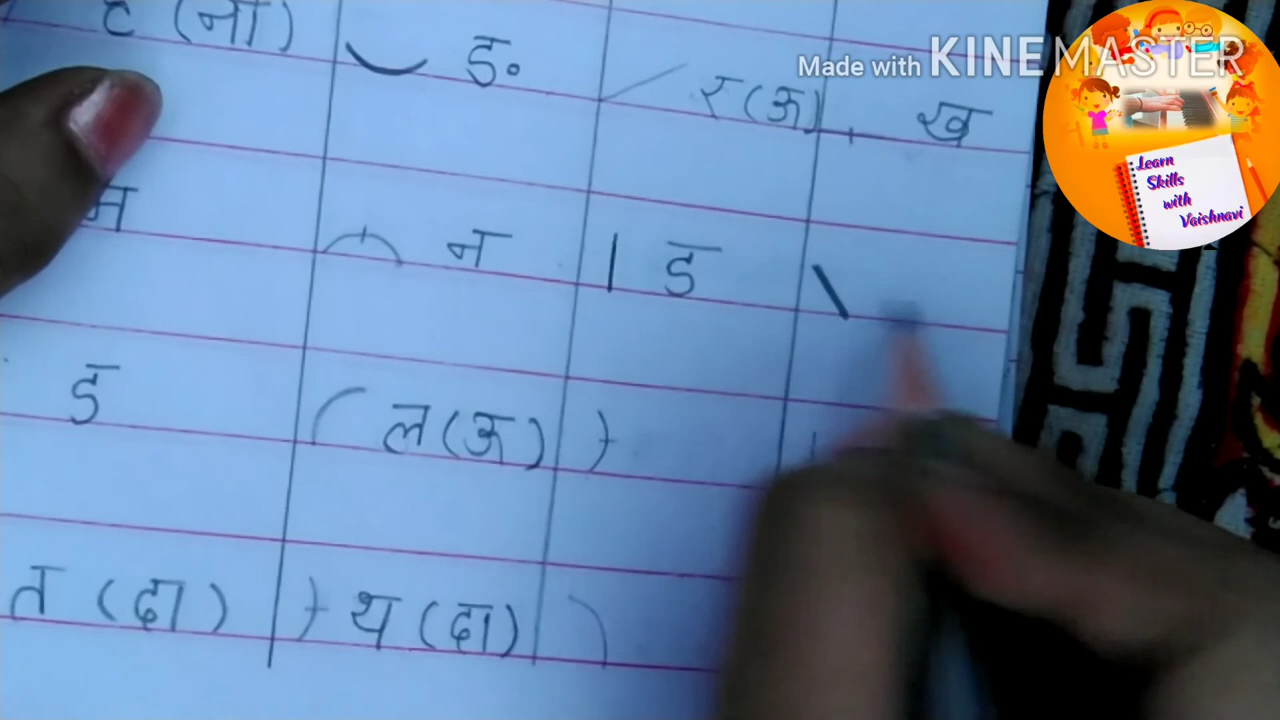 ह (ना) ड.
र (ऊ) ख
म न ड
ड ल (ऊ)
त (दा) थ (दा)
Made with KINEMASTER
Learn
Skills
with
Vaishnavi